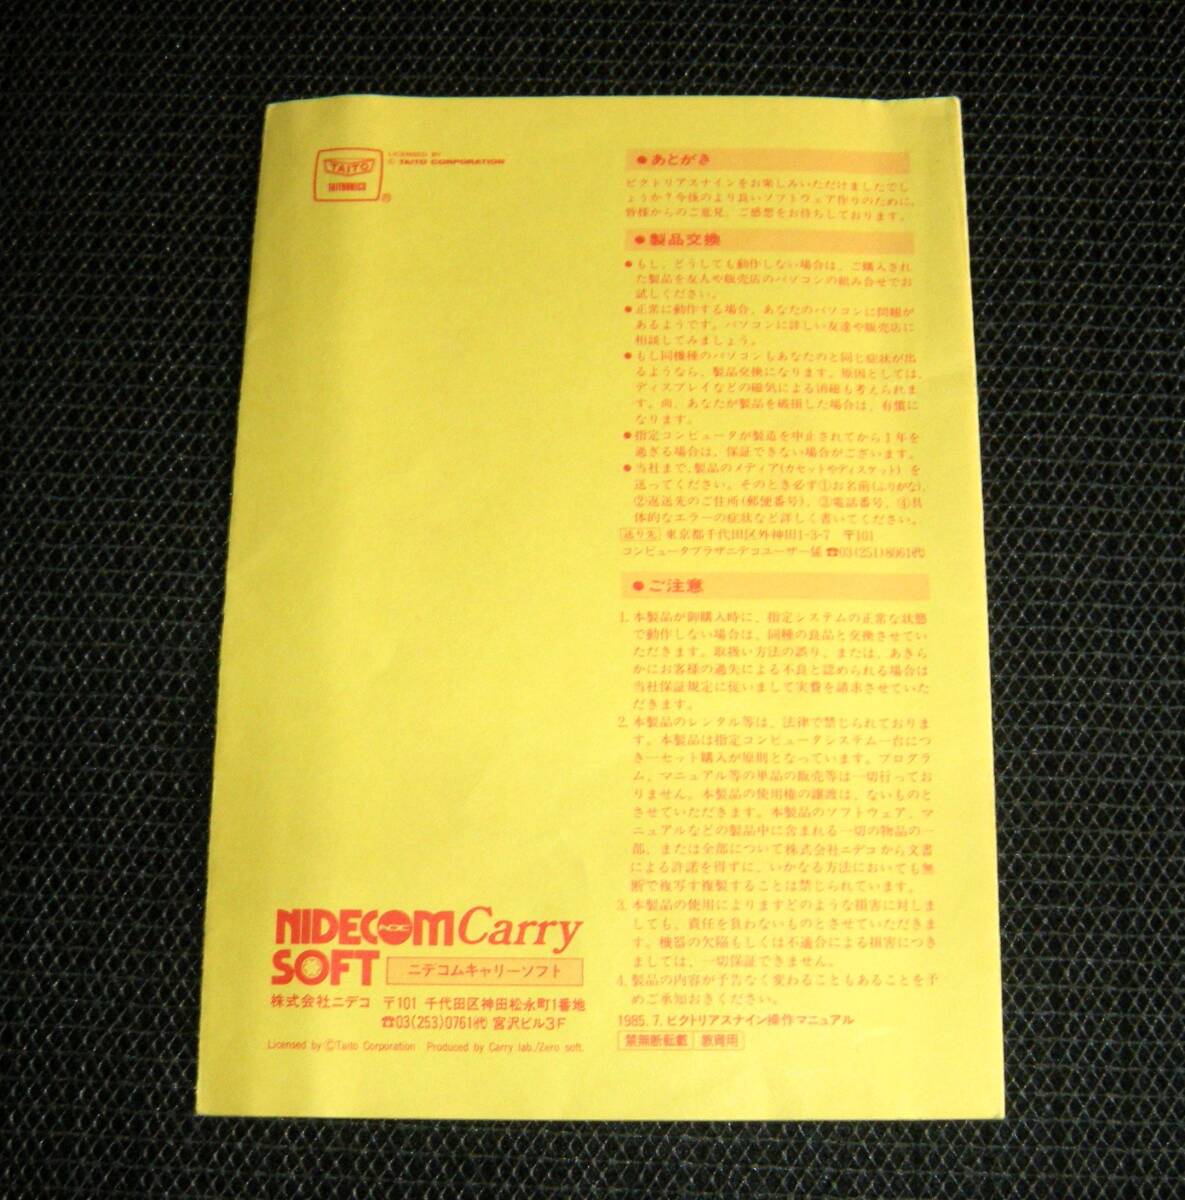 TAITO
TAITRONICS
®
LICENSED BY
© TAITO CORPORATION
●あとがき
ビクトリアスナインをお楽しみいただけましたでし
ょうか?今後のより良いソフトウェア作りのために、
皆様からのご意見、ご感想をお待ちしております。
●製品交換
●もし、どうしても動作しない場合は、ご購入され
た製品を友人や販売店のパソコンの組み合せでお
試しください。
●正常に動作する場合、あなたのパソコンに問題が
あるようです。パソコンに詳しい友達や販売店に
相談してみましょう。
●もし同機種のパソコンもあなたのと同じ症状が出
るようなら、製品交換になります。原因としては、
ディスプレイなどの磁気による消磁も考えられま
す。尚、あなたが製品を破損した場合は、有償に
なります。
●指定コンピュータが製造を中止されてから1年を
過ぎる場合は、保証できない場合がございます。
●当社まで、製品のメディア(カセットやディスケット)を
送ってください。そのとき必ず①お名前(ふりがな)、
②返送先のご住所(郵便番号)、③電話番号、④具
体的なエラーの症状など詳しく書いてください。
送り先 東京都千代田区外神田1-3-7 〒101
コンピュータプラザニデコユーザー係 ☎03(251)8061(代)
●ご注意
1. 本製品が御購入時に、指定システムの正常な状態
で動作しない場合は、同種の良品と交換させてい
ただきます。取扱い方法の誤り、または、あきら
かにお客様の過失による不良と認められる場合は
当社保証規定に従いまして実費を請求させていた
だきます。
2. 本製品のレンタル等は、法律で禁じられておりま
す。本製品は指定コンピュータシステム一台につ
き一セット購入が原則となっています。プログラ
ム、マニュアル等の単品の販売等は一切行ってお
りません。本製品の使用権の譲渡は、ないものと
させていただきます。本製品のソフトウェア、マ
ニュアルなどの製品中に含まれる一切の物品の一
部、または全部について株式会社ニデコから文書
による許諾を得ずに、いかなる方法においても無
断で複写す複製することは禁じられています。
3. 本製品の使用によりますどのような損害に対しま
しても、責任を負わないものとさせていただきま
す。機器の欠陥もしくは不適合による損害につき
ましては、一切保証できません。
4. 製品の内容が予告なく変わることもあることを予
めご承知おきください。
1985. 7. ビクトリアスナイン操作マニュアル
禁無断転載 教育用
NIDECOM Carry
SOFT ニデコムキャリーソフト
株式会社ニデコ 〒101 千代田区神田松永町1番地
☎03(253)0761(代) 宮沢ビル3F
Licensed by ©Taito Corporation Produced by Carry lab./Zero soft.